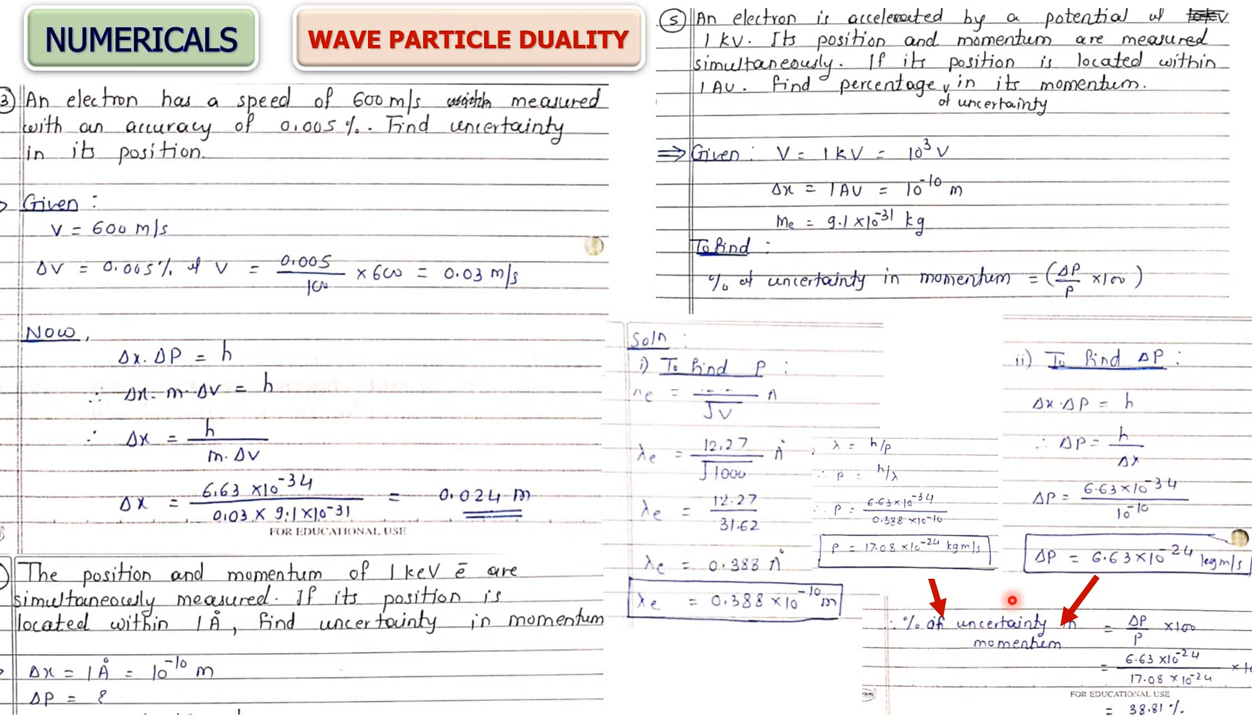 NUMERICALS
WAVE PARTICLE DUALITY
③ An electron has a speed of 600 m/s measured
with an accuracy of 0.005 %. Find uncertainty
in its position.
Given :
V = 600 m/s
ΔV = 0.005 % of V = 0.005/100 × 600 = 0.03 m/s
Now,
Δx. ΔP = h
∴ Δx. m. ΔV = h
∴ Δx = h / m. ΔV
Δx = 6.63 × 10⁻³⁴ / 0.03 × 9.1 × 10⁻³¹ = 0.024 m
FOR EDUCATIONAL USE
The position and momentum of 1 keV ē are
simultaneously measured. If its position is
located within 1 Å, find uncertainty in momentum
Δx = 1 Å = 10⁻¹⁰ m
ΔP = ?
⑤ An electron is accelerated by a potential of
1 kV. Its position and momentum are measured
simultaneously. If its position is located within
1 AU. Find percentage in its momentum.
of uncertainty
⇒ Given : V = 1 kV = 10³ V
Δx = 1 AU = 10⁻¹⁰ m
Me = 9.1 × 10⁻³¹ kg
To find :
% of uncertainty in momentum = (ΔP/P × 100)
Soln :
i) To find P :
= / √V
λe = 12.27 / √1000 Å
λe = 12.27 / 31.62
λe = 0.388 Å
λe = 0.388 × 10⁻¹⁰ m
, λ = h/p
∴ P = h/λ
∴ P = 6.63 × 10⁻³⁴ / 0.388 × 10⁻¹⁰
P = 17.08 × 10⁻²⁴ kg m/s
ii) To find ΔP :
Δx . ΔP = h
∴ ΔP = h / Δx
ΔP = 6.63 × 10⁻³⁴ / 10⁻¹⁰
ΔP = 6.63 × 10⁻²⁴ kg m/s
∴ % of uncertainty in = ΔP/P × 100
momentum
= 6.63 × 10⁻²⁴ / 17.08 × 10⁻²⁴ × 1
FOR EDUCATIONAL USE
= 38.81 %